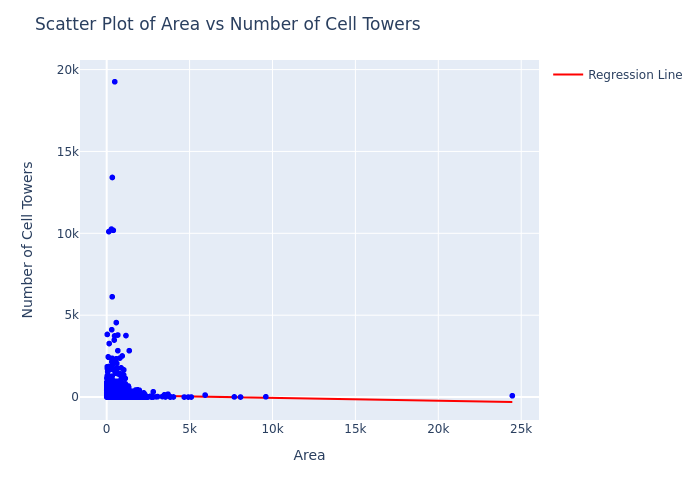 Scatter Plot of Area vs Number of Cell Towers
Regression Line
Number of Cell Towers
20k
15k
10k
5k
0
0
5k
10k
15k
20k
25k
Area